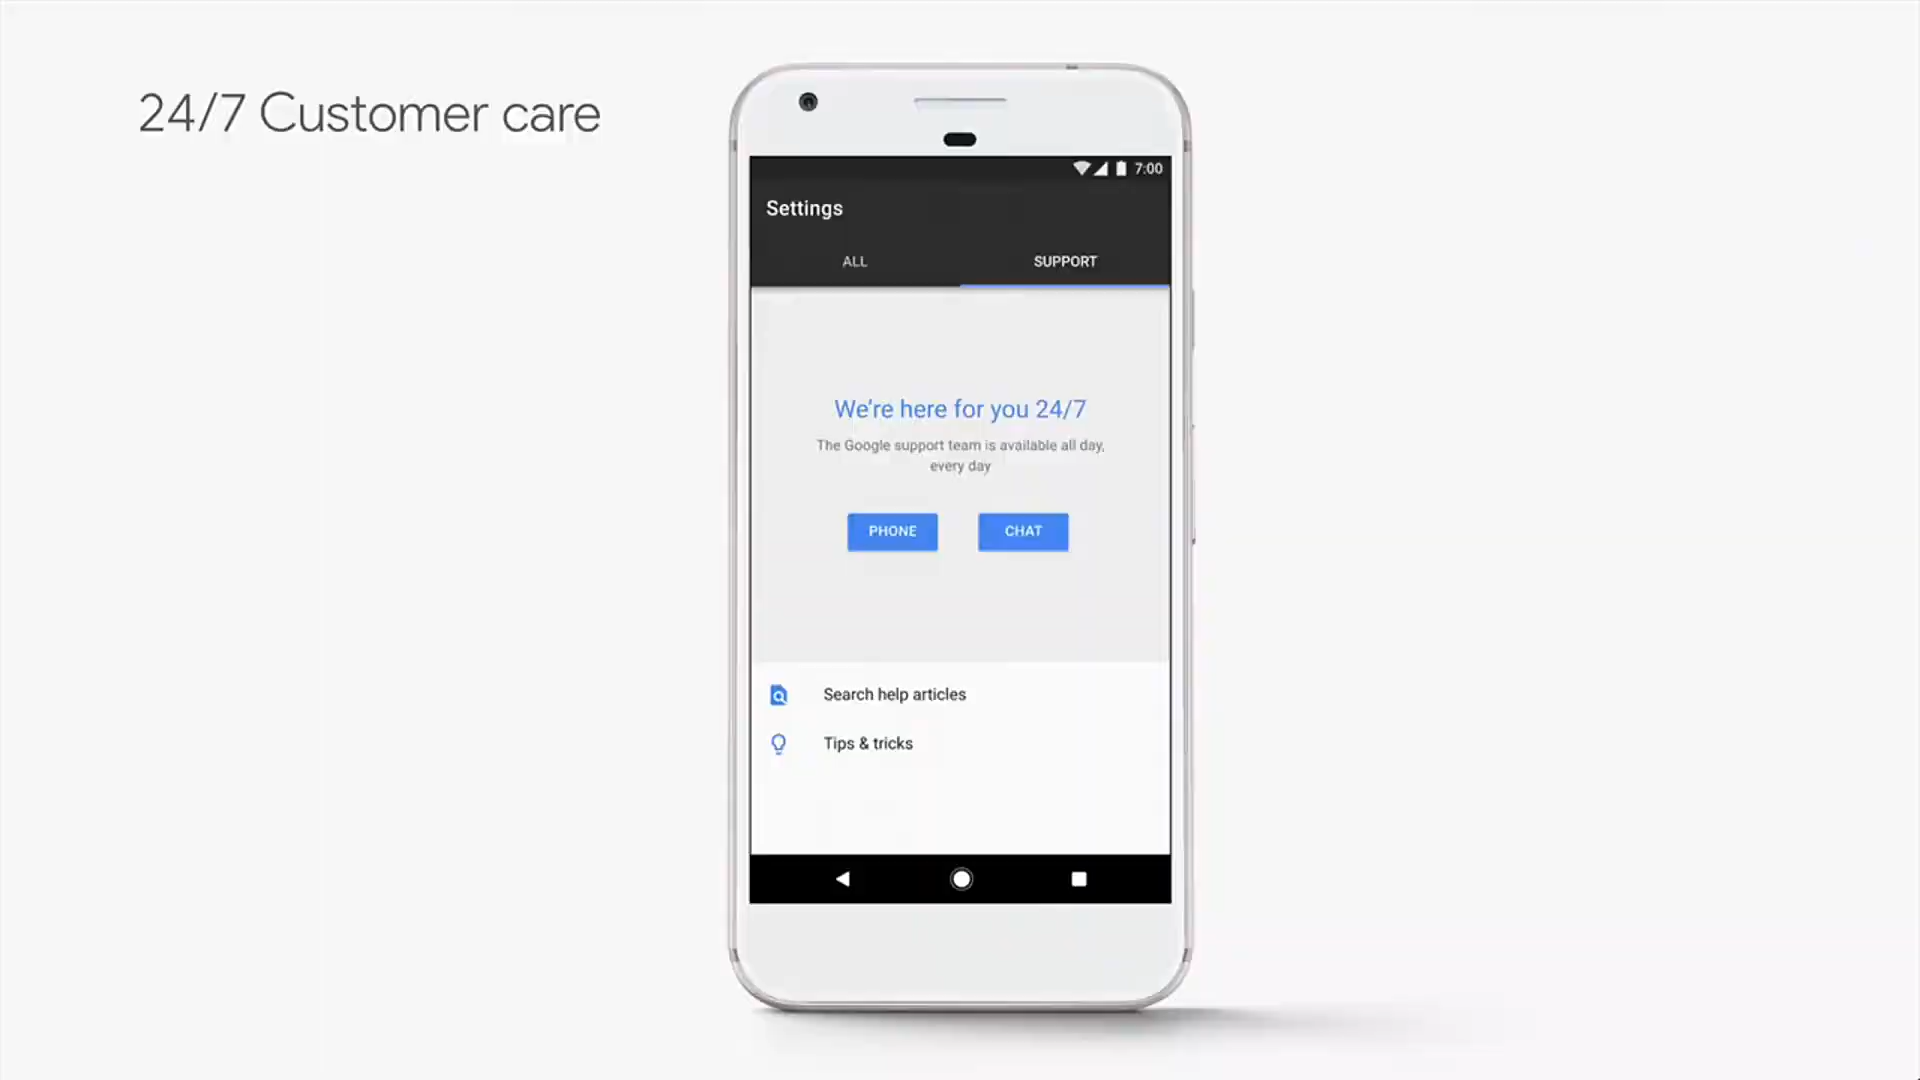 24/7 Customer care
7:00
Settings
ALL
SUPPORT
We're here for you 24/7
The Google support team is available all day,
every day
PHONE
CHAT
Search help articles
Tips & tricks